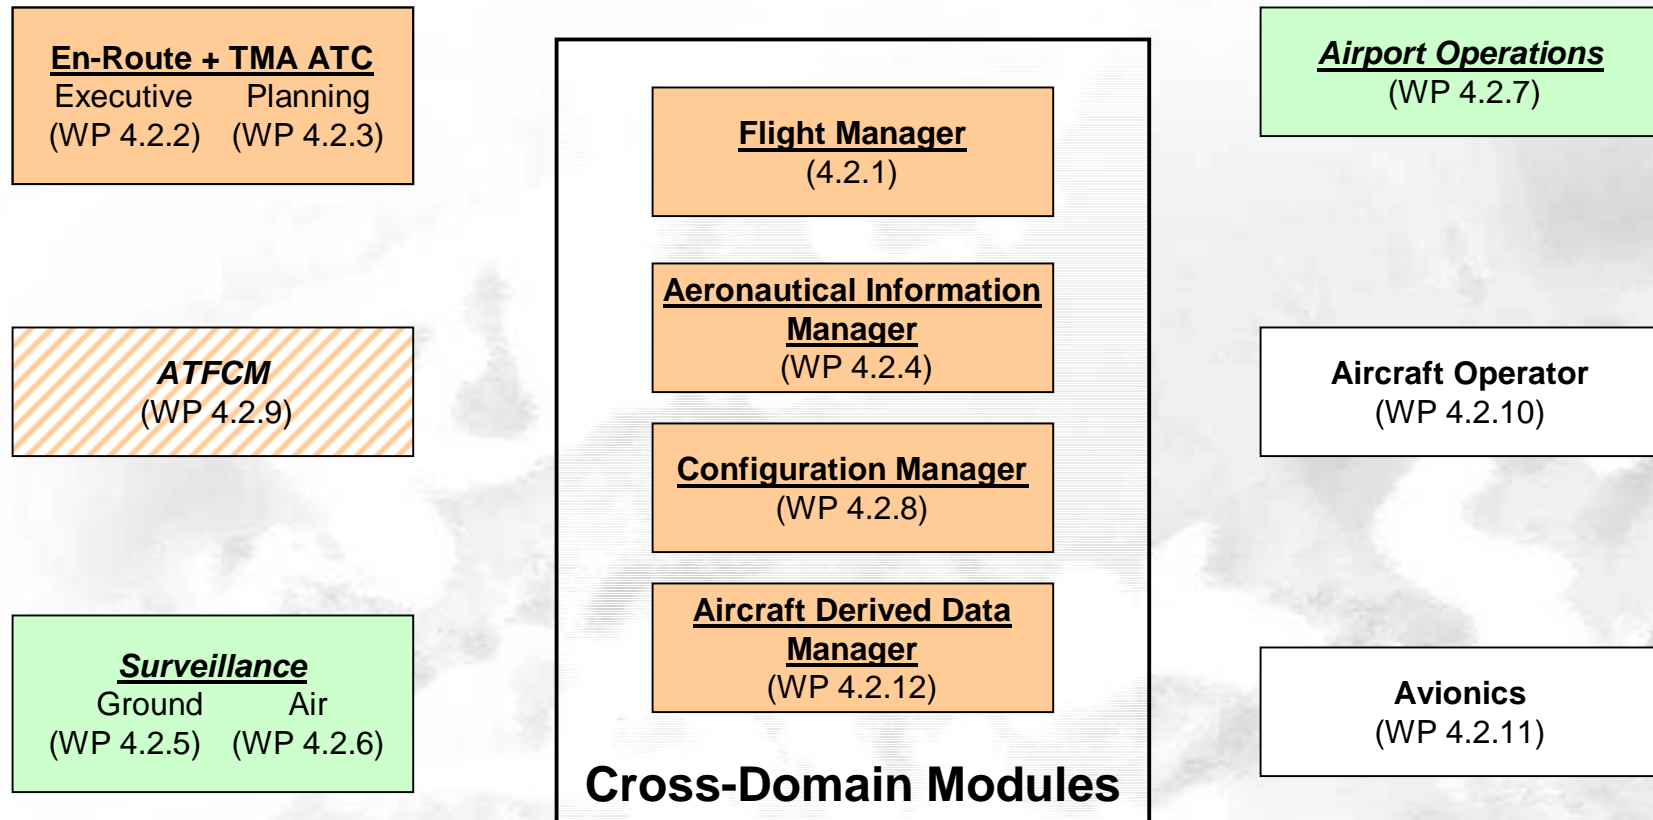 En-Route + TMA ATC
Executive Planning
(WP 4.2.2) (WP 4.2.3)
ATFCM
(WP 4.2.9)
Surveillance
Ground Air
(WP 4.2.5) (WP 4.2.6)
Flight Manager
(4.2.1)
Aeronautical Information
Manager
(WP 4.2.4)
Configuration Manager
(WP 4.2.8)
Aircraft Derived Data
Manager
(WP 4.2.12)
Cross-Domain Modules
Airport Operations
(WP 4.2.7)
Aircraft Operator
(WP 4.2.10)
Avionics
(WP 4.2.11)